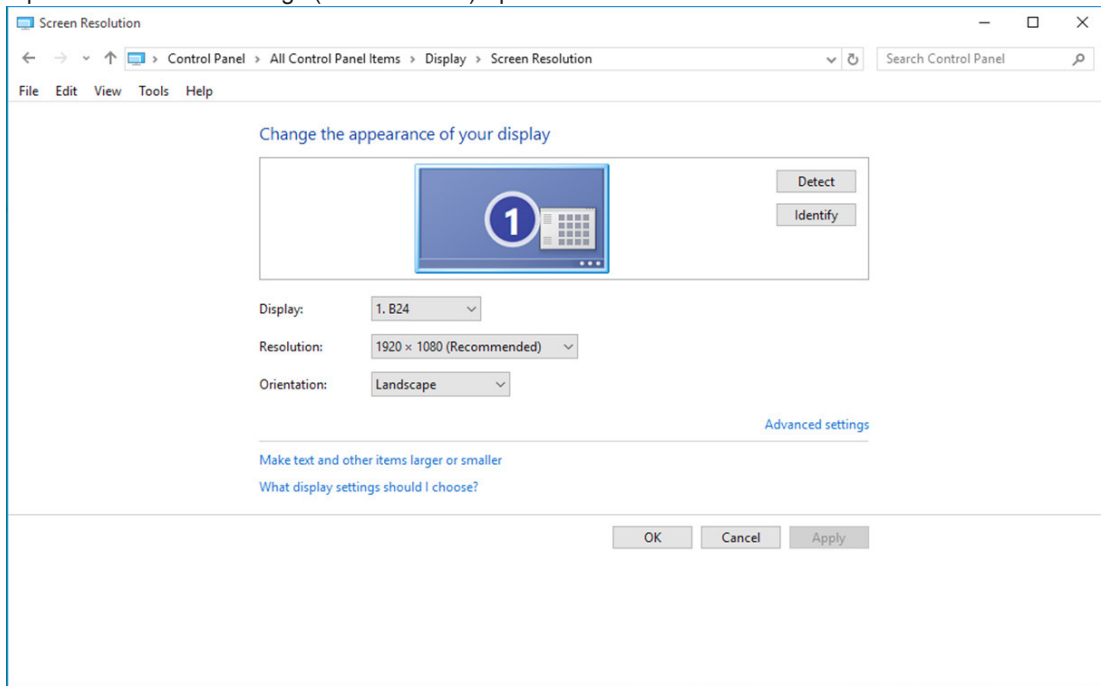 Screen Resolution
Control Panel > All Control Panel Items > Display > Screen Resolution
Search Control Panel
File Edit View Tools Help
Change the appearance of your display
1
Detect
Identify
Display: 1. B24
Resolution: 1920 × 1080 (Recommended)
Orientation: Landscape
Advanced settings
Make text and other items larger or smaller
What display settings should I choose?
OK Cancel Apply